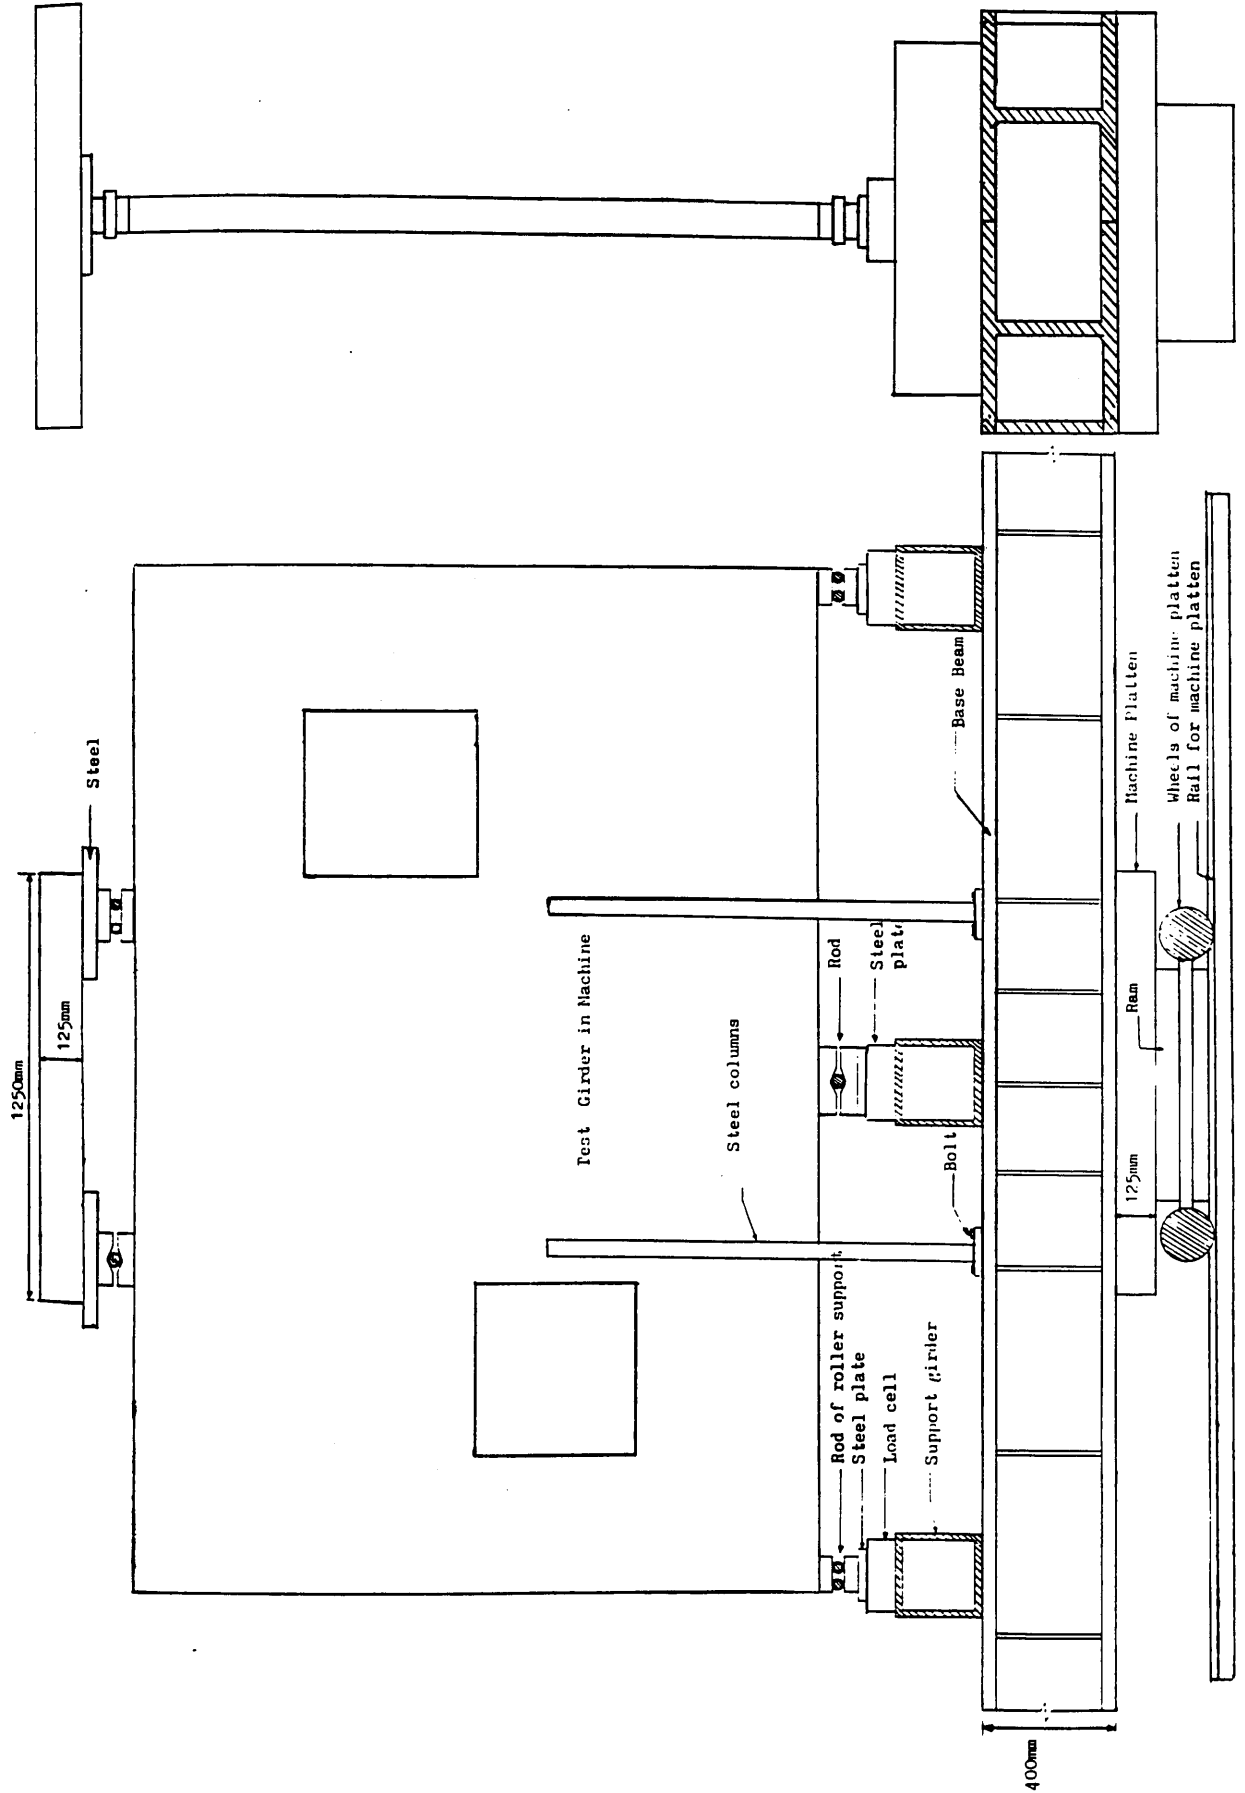 1250mm
125mm
Steel
Test Girder in Machine
Steel columns
Rod
Steel
plate
Bolt
Rod of roller support
Steel plate
Load cell
Support girder
Base Beam
Machine Platten
Wheels of machine platten
Rail for machine platten
Ram
125mm
400mm